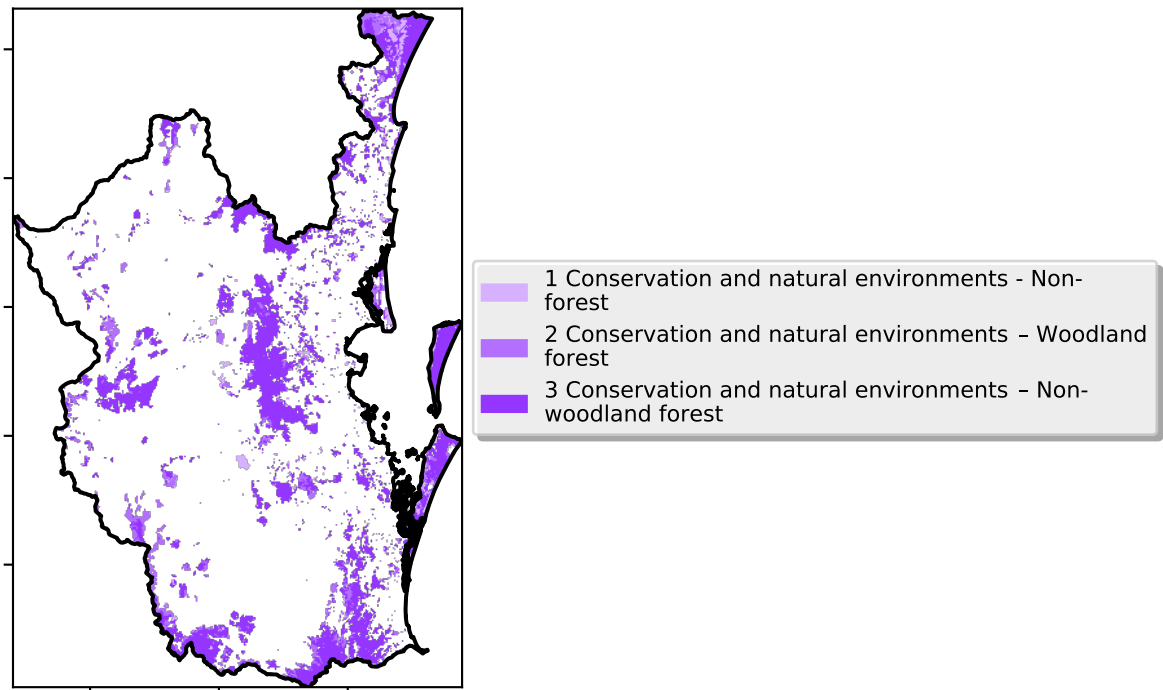 1 Conservation and natural environments - Non-
forest
2 Conservation and natural environments – Woodland
forest
3 Conservation and natural environments – Non-
woodland forest